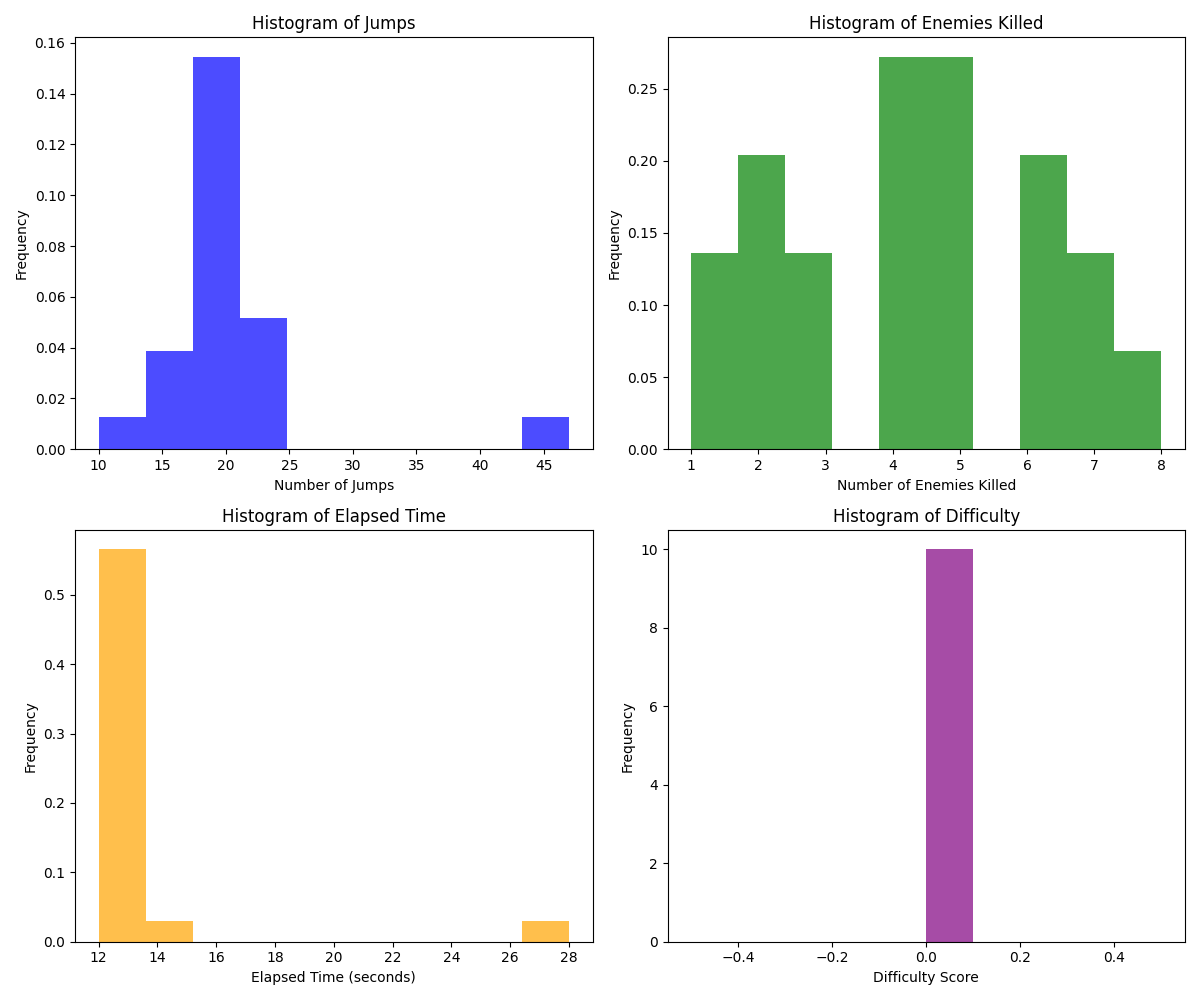 Histogram of Jumps
0.16
0.14
0.12
0.10
0.08
0.06
0.04
0.02
0.00
Frequency
10 15 20 25 30 35 40 45
Number of Jumps
Histogram of Enemies Killed
0.25
0.20
0.15
0.10
0.05
0.00
Frequency
1 2 3 4 5 6 7 8
Number of Enemies Killed
Histogram of Elapsed Time
0.5
0.4
0.3
0.2
0.1
0.0
Frequency
12 14 16 18 20 22 24 26 28
Elapsed Time (seconds)
Histogram of Difficulty
10
8
6
4
2
0
Frequency
−0.4 −0.2 0.0 0.2 0.4
Difficulty Score